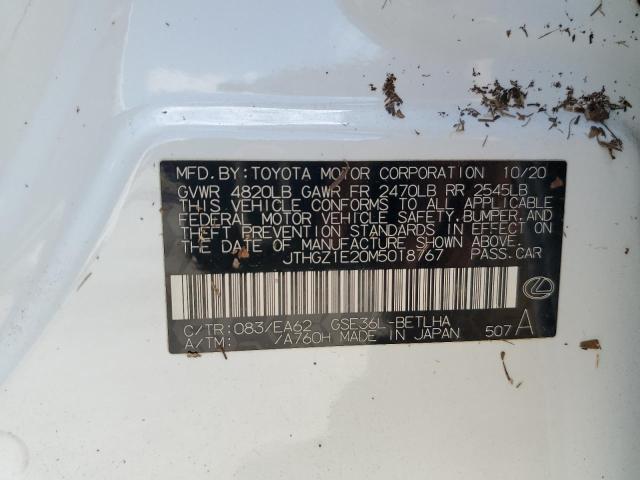 MFD. BY: TOYOTA MOTOR CORPORATION 10/20
GVWR 4820LB GAWR FR 2470LB RR 2545LB
THIS VEHICLE CONFORMS TO ALL APPLICABLE
FEDERAL MOTOR VEHICLE SAFETY, BUMPER, AND
THEFT PREVENTION STANDARDS IN EFFECT ON
THE DATE OF MANUFACTURE SHOWN ABOVE.
JTHGZ1E20M5018767 PASS. CAR
C/TR: 083/EA62 GSE36L-BETLHA
A/TM: /A760H MADE IN JAPAN 507 A